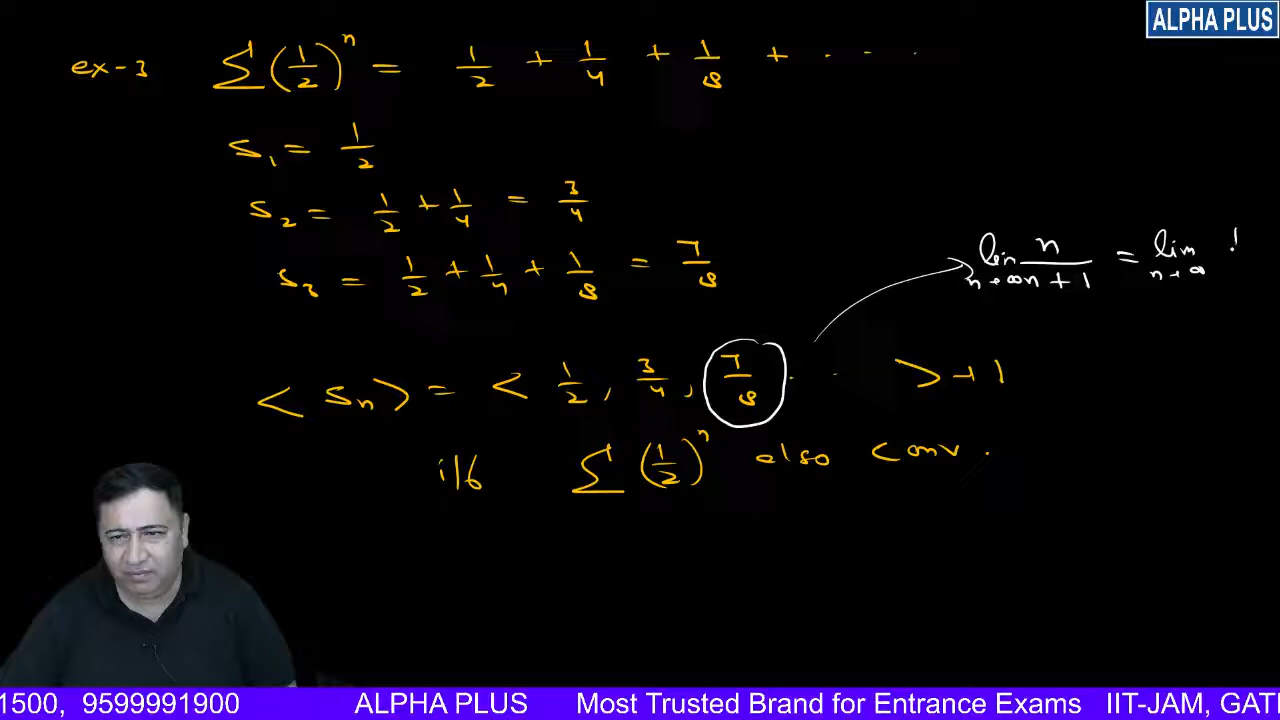 ALPHA PLUS
ex-3 ∑(1/2)^n = 1/2 + 1/4 + 1/8 + . . . .
S₁ = 1/2
S₂ = 1/2 + 1/4 = 3/4
S₃ = 1/2 + 1/4 + 1/8 = 7/8
lim n→∞ n/n+1 = lim n→∞ 1
< Sₙ > = < 1/2, 3/4, 7/8 . . > → 1
∑(1/2)^n also conv.
1500, 9599991900 ALPHA PLUS Most Trusted Brand for Entrance Exams IIT-JAM, GATE